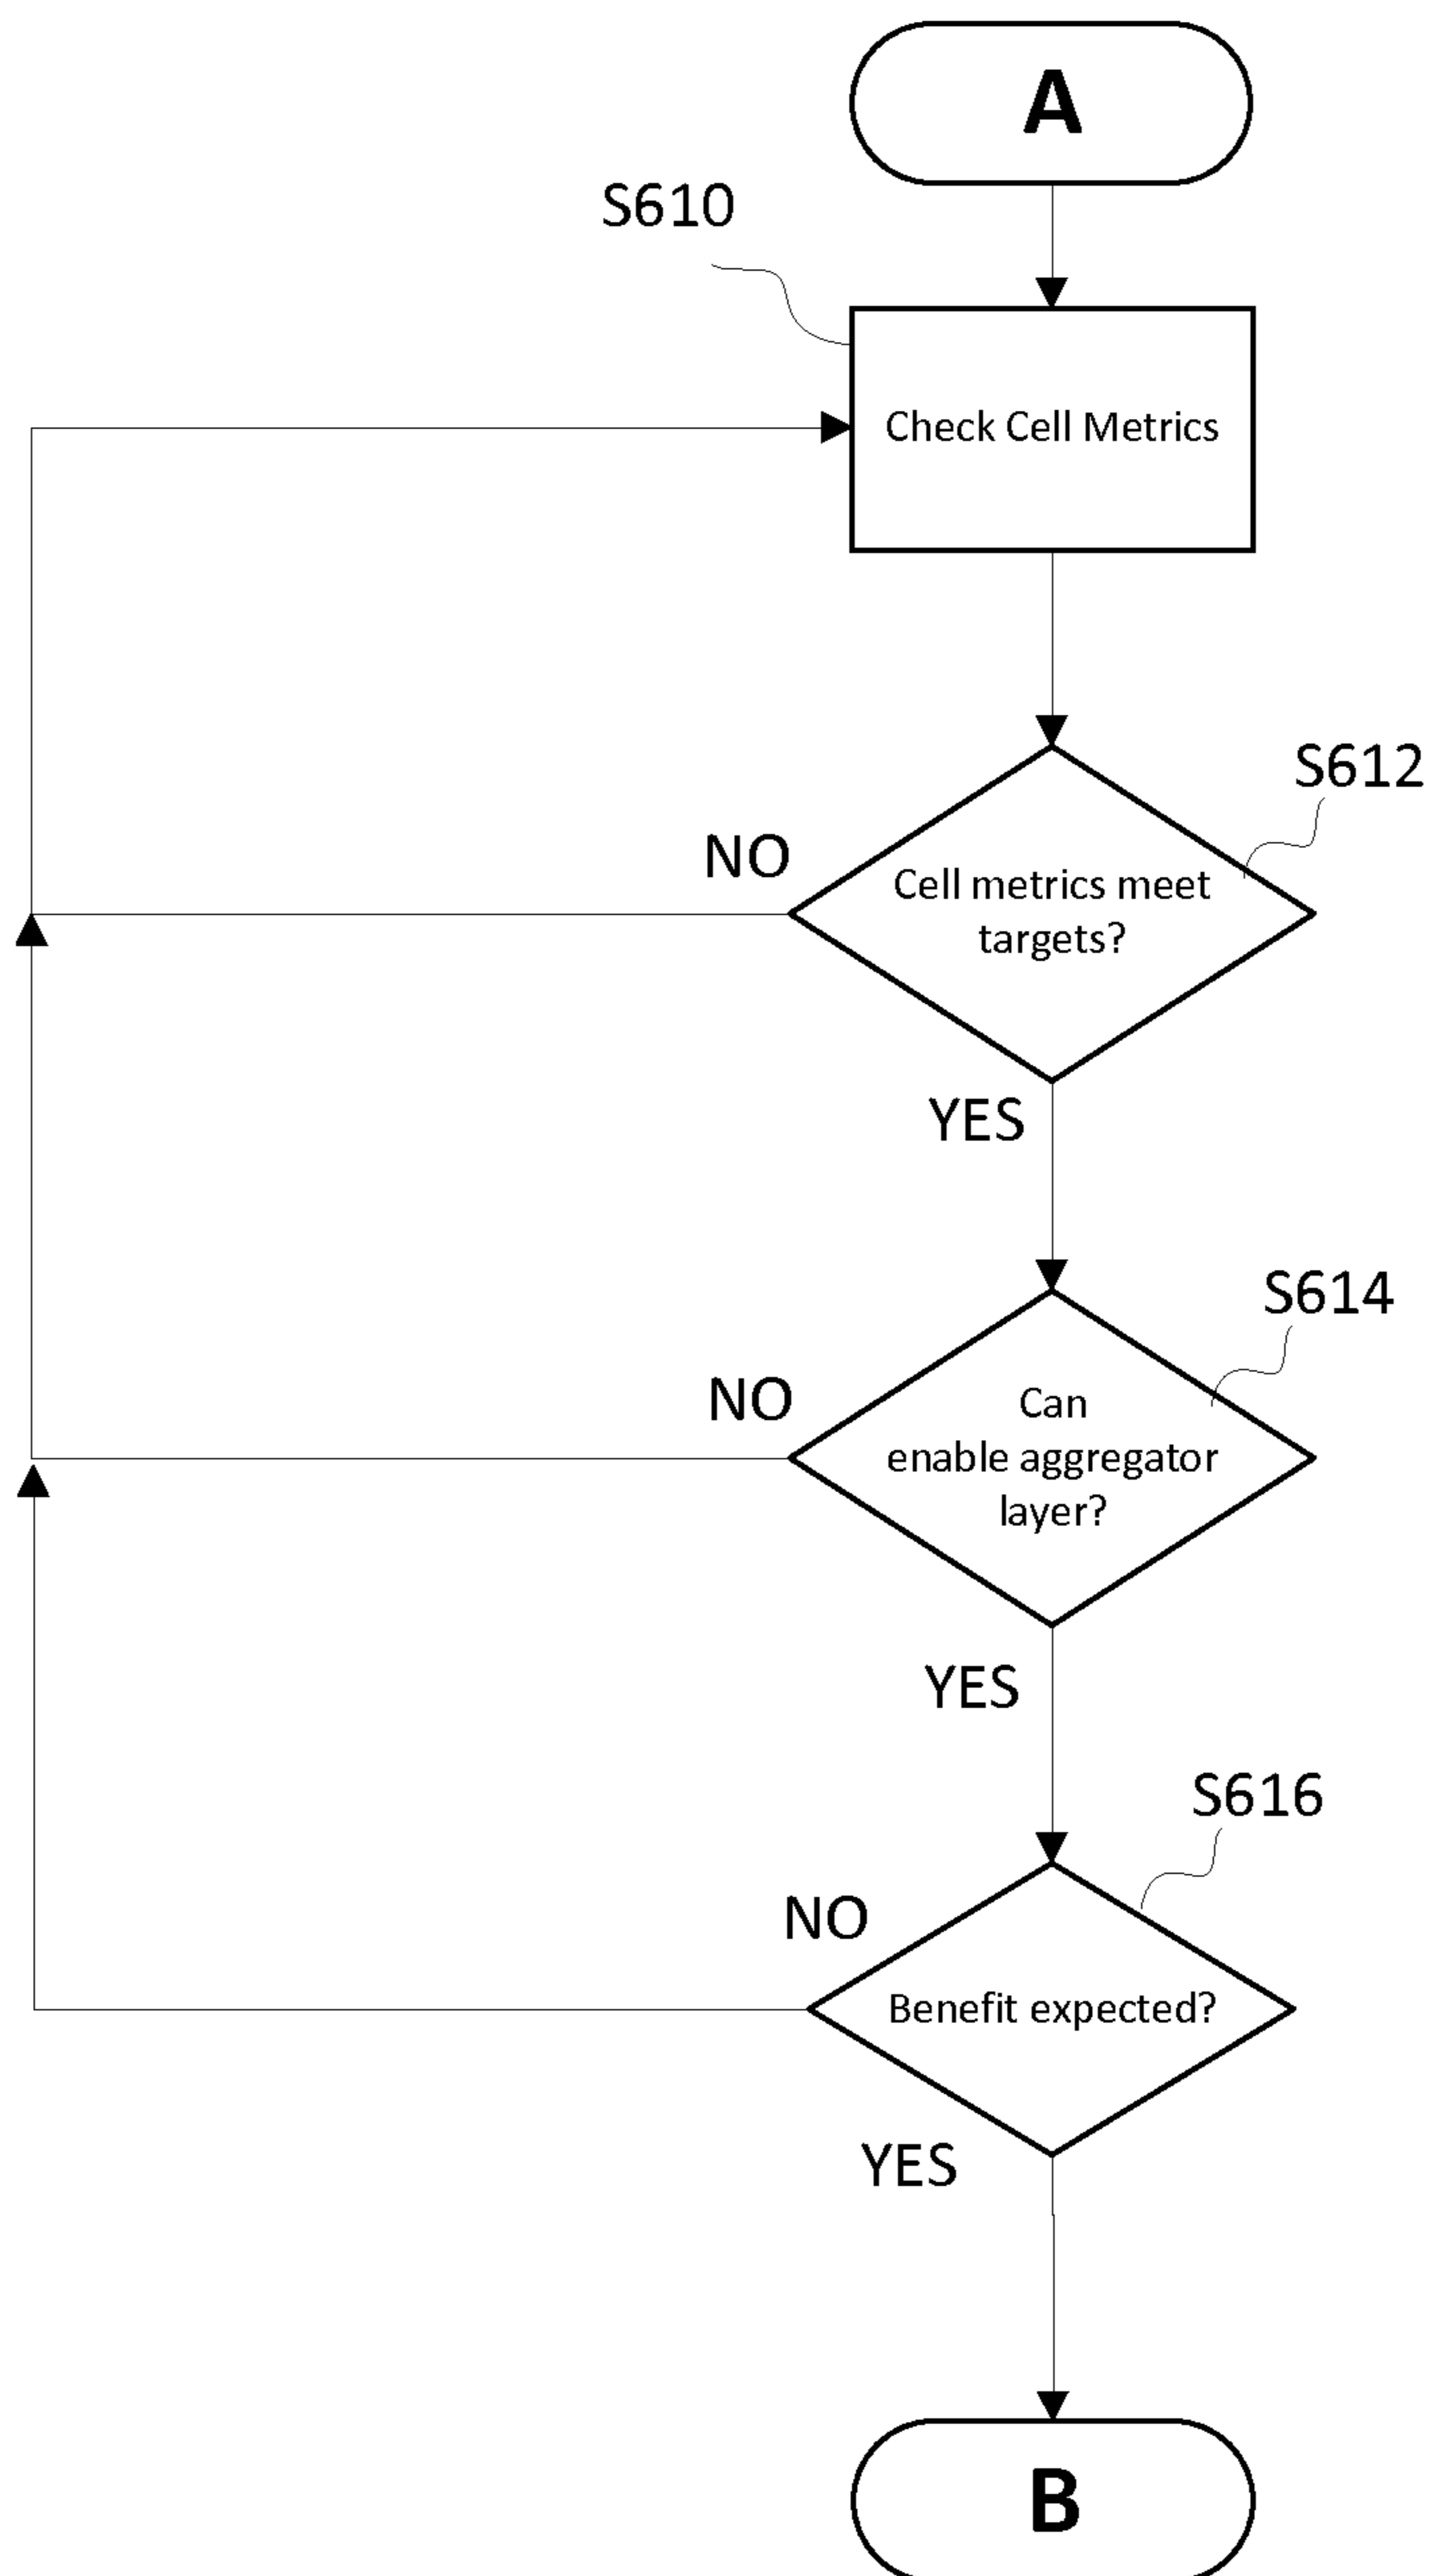 A
S610
Check Cell Metrics
S612
NO
Cell metrics meet
targets?
YES
S614
NO
Can
enable aggregator
layer?
YES
S616
NO
Benefit expected?
YES
B